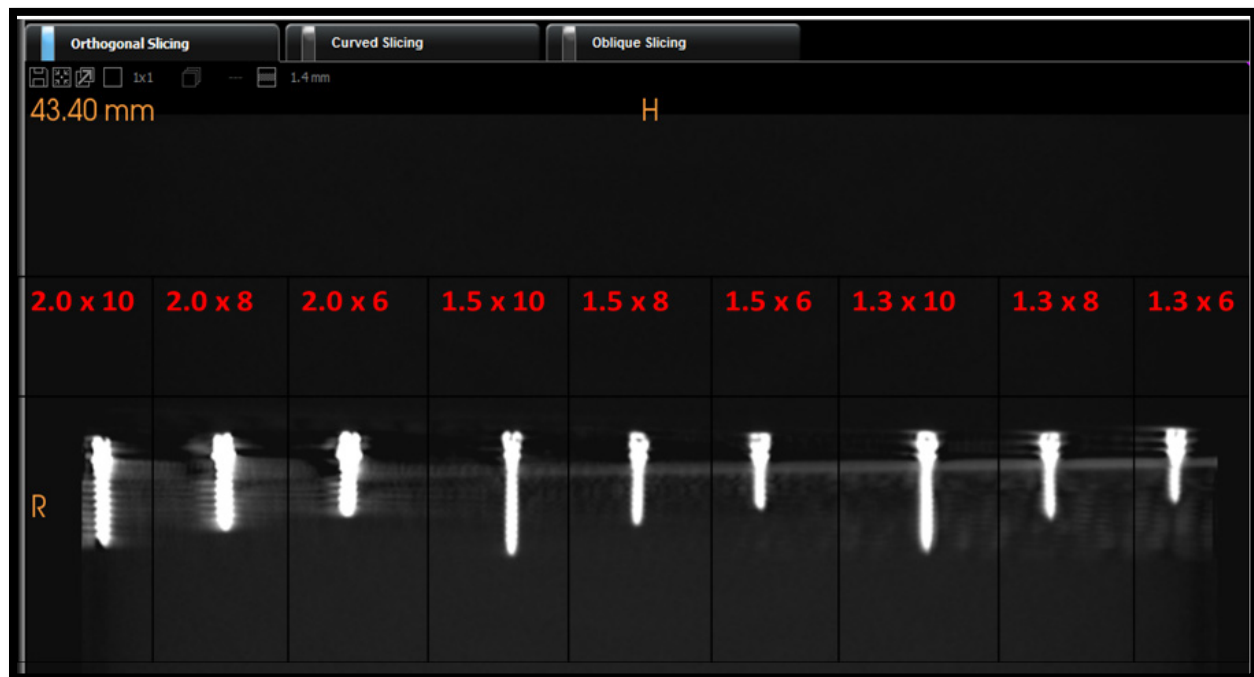 Orthogonal Slicing Curved Slicing Oblique Slicing
1x1 --- 1.4 mm
43.40 mm H
2.0 x 10 2.0 x 8 2.0 x 6 1.5 x 10 1.5 x 8 1.5 x 6 1.3 x 10 1.3 x 8 1.3 x 6
R